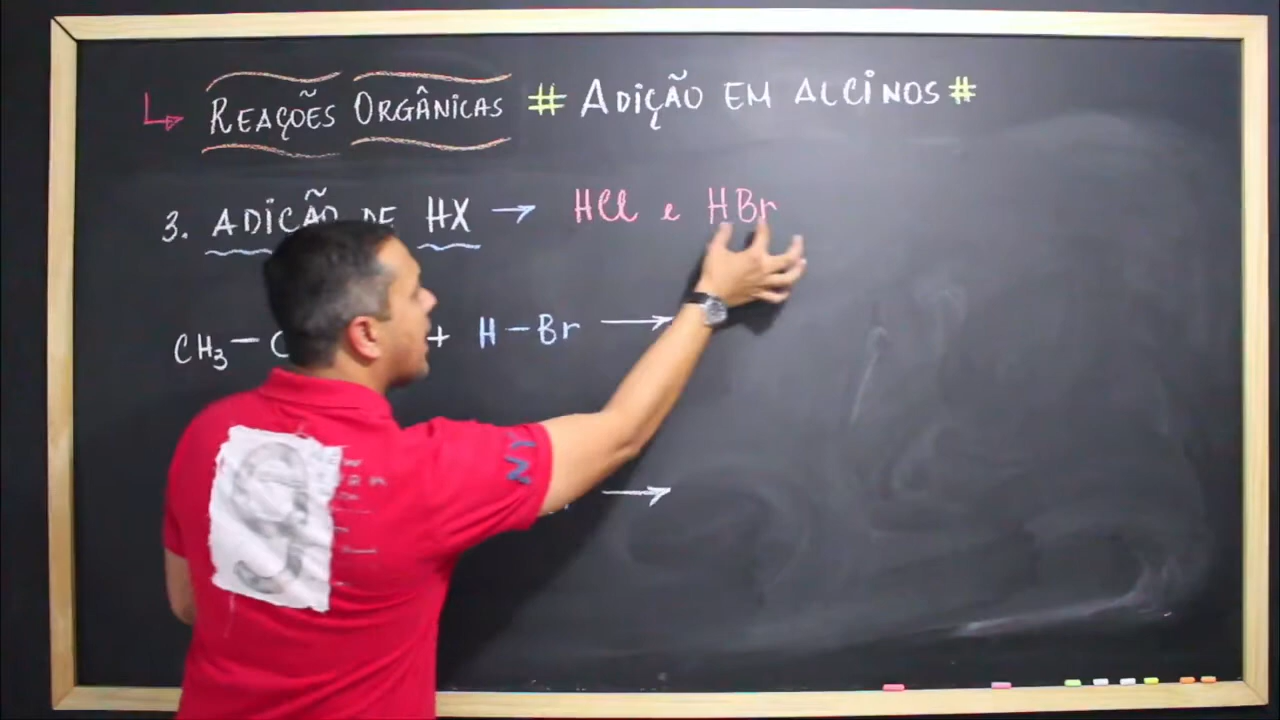 REAÇÕES ORGÂNICAS # ADIÇÃO EM ALCINOS #
3. ADIÇÃO DE HX → HCl e HBr
CH₃ – C + H – Br →
→